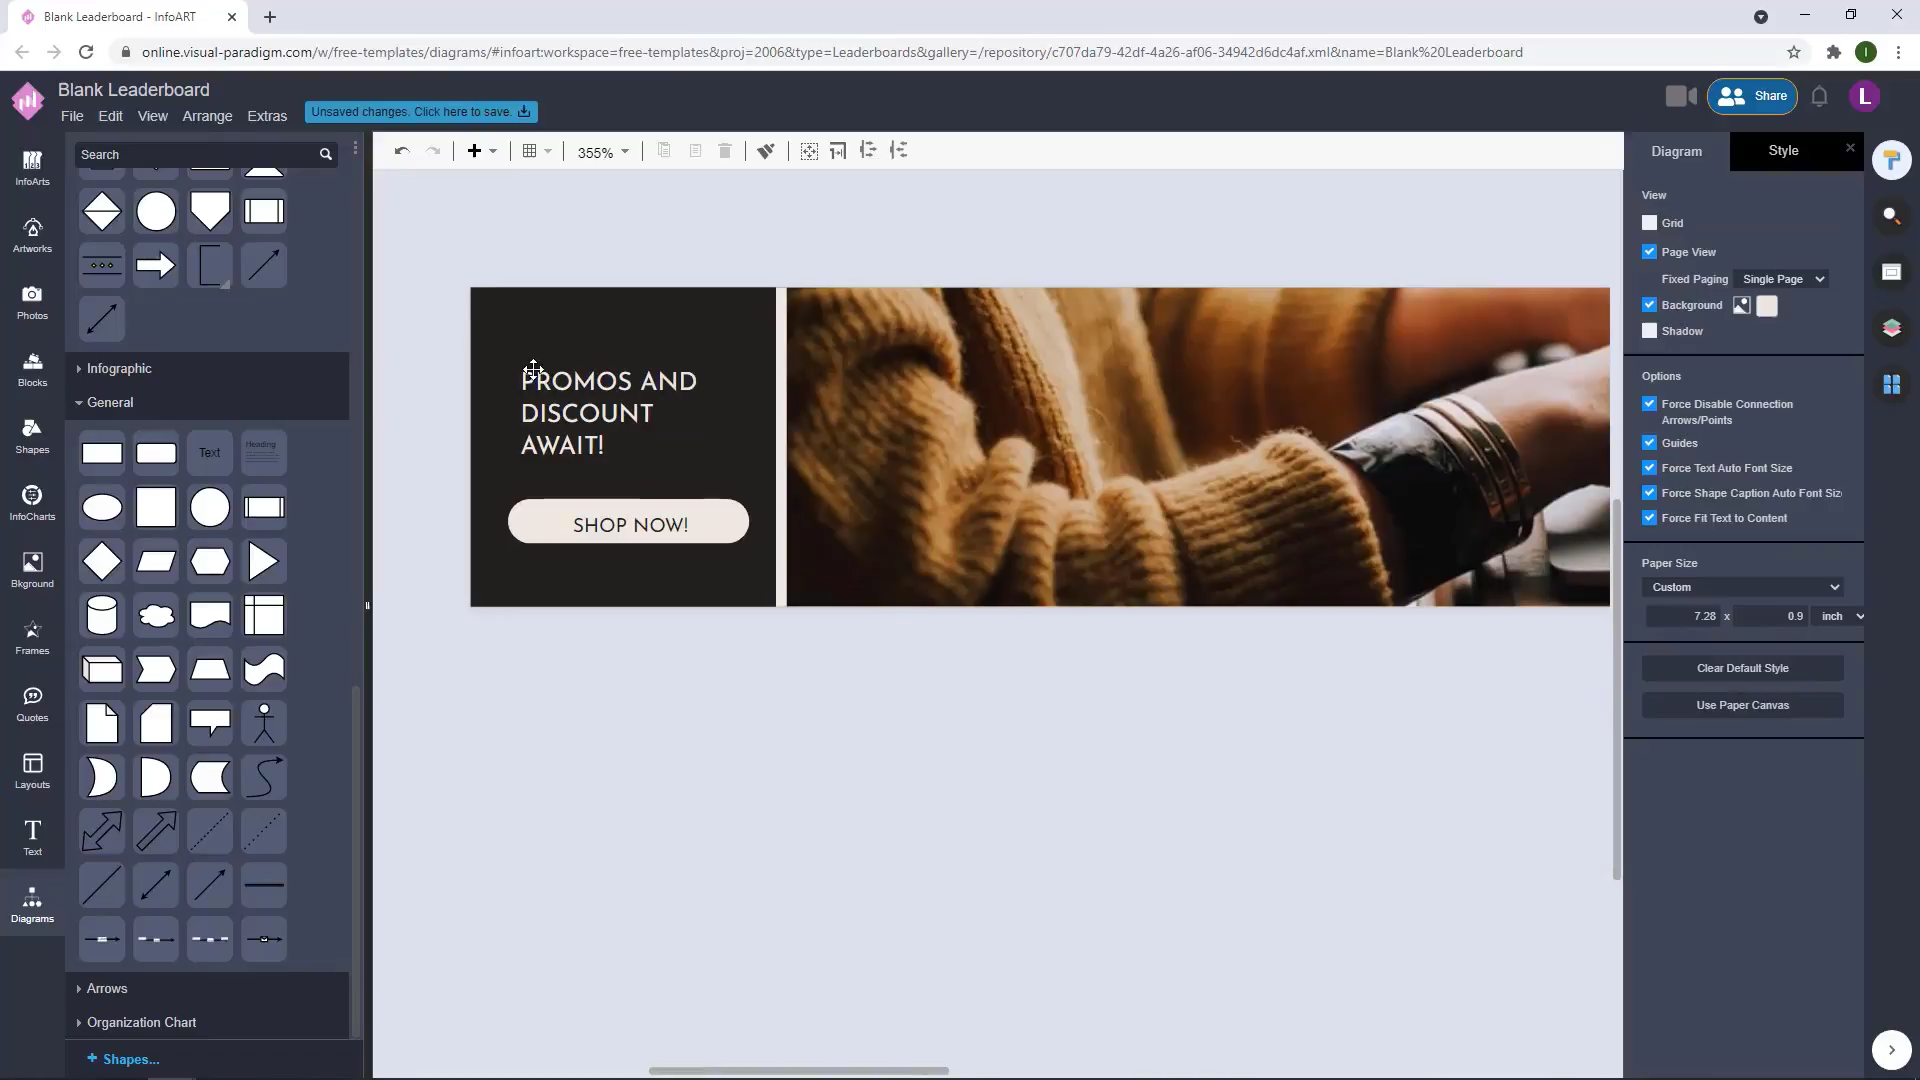 Blank Leaderboard - InfoART
online.visual-paradigm.com/w/free-templates/diagrams/#infoart:workspace=free-templates&proj=2006&type=Leaderboards&gallery=/repository/c707da79-42df-4a26-af06-34942d6dc4af.xml&name=Blank%20Leaderboard
I
Blank Leaderboard
File Edit View Arrange Extras
Unsaved changes. Click here to save.
Share
L
Search
355%
Diagram
Style
InfoArts
Artworks
Photos
Blocks
Shapes
InfoCharts
Bkground
Frames
Quotes
Layouts
Text
Diagrams
Infographic
General
Text
Heading
Arrows
Organization Chart
+ Shapes...
PROMOS AND
DISCOUNT
AWAIT!
SHOP NOW!
View
Grid
Page View
Fixed Paging Single Page
Background
Shadow
Options
Force Disable Connection
Arrows/Points
Guides
Force Text Auto Font Size
Force Shape Caption Auto Font Siz
Force Fit Text to Content
Paper Size
Custom
7.28 x 0.9 inch
Clear Default Style
Use Paper Canvas